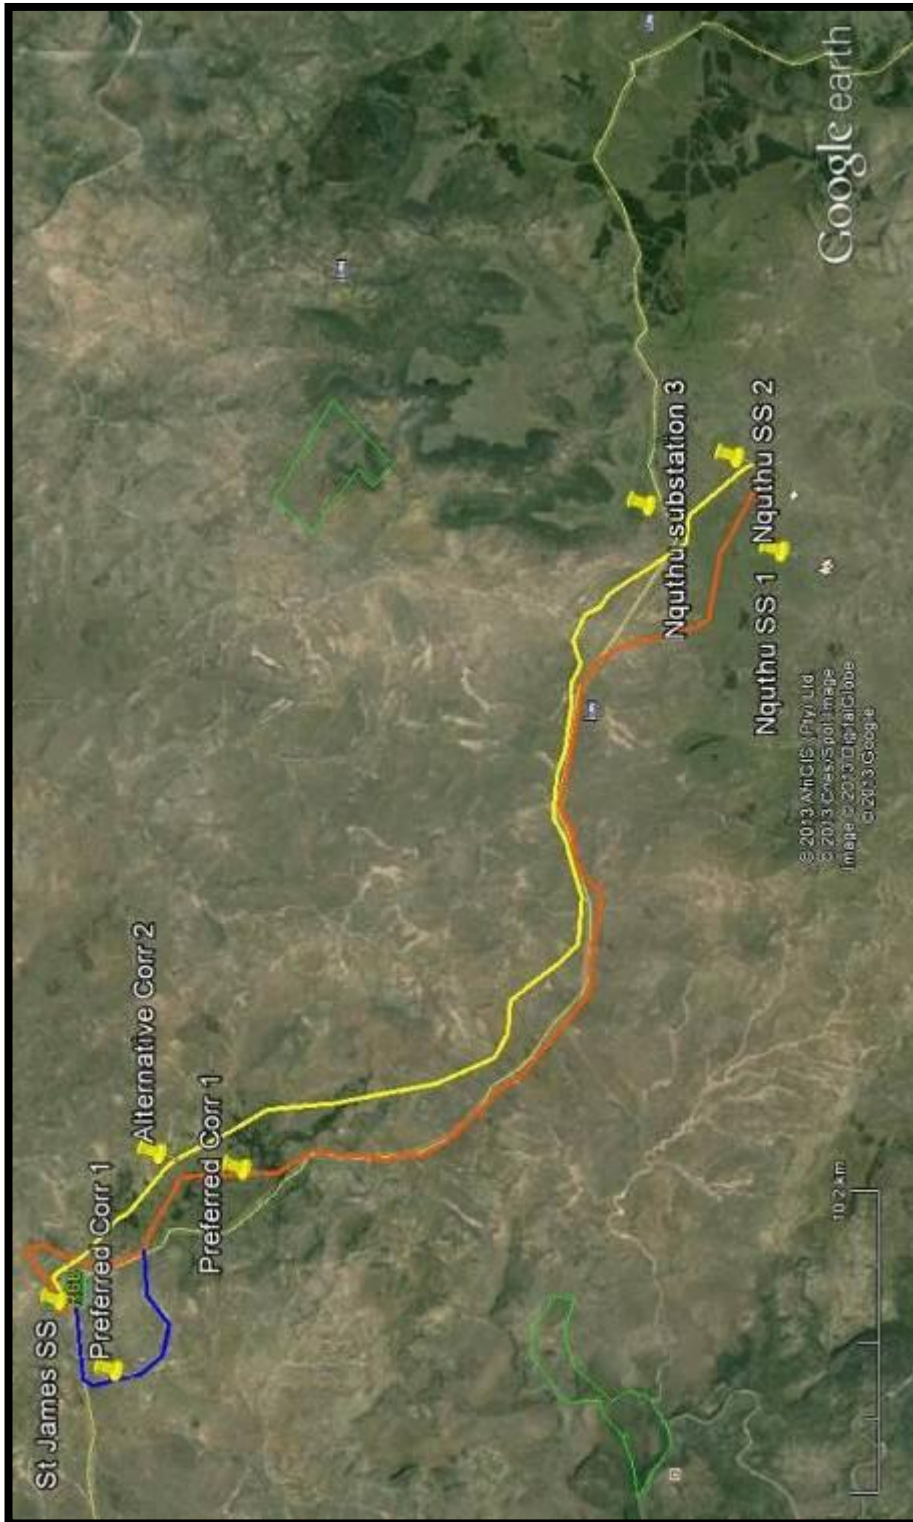 St James SS
Preferred Corr 1
Alternative Corr 2
Preferred Corr 1
Nquthu substation 3
Nquthu SS 1
Nquthu SS 2
© 2013 AfriGIS (Pty) Ltd
© 2013 Cnes/Spot Image
Image © 2013 DigitalGlobe
© 2013 Google
10.2 km
Google earth